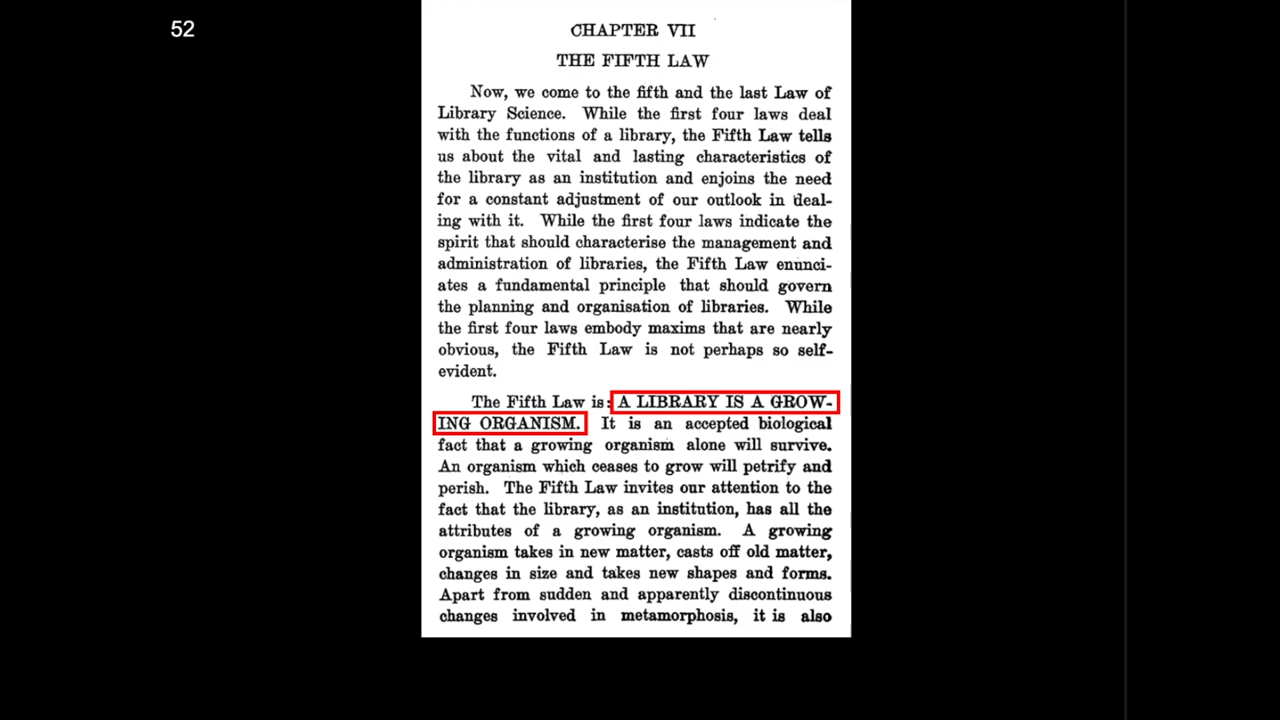 52
CHAPTER VII
THE FIFTH LAW
Now, we come to the fifth and the last Law of
Library Science. While the first four laws deal
with the functions of a library, the Fifth Law tells
us about the vital and lasting characteristics of
the library as an institution and enjoins the need
for a constant adjustment of our outlook in deal-
ing with it. While the first four laws indicate the
spirit that should characterise the management and
administration of libraries, the Fifth Law enunci-
ates a fundamental principle that should govern
the planning and organisation of libraries. While
the first four laws embody maxims that are nearly
obvious, the Fifth Law is not perhaps so self-
evident.
The Fifth Law is: A LIBRARY IS A GROW-
ING ORGANISM. It is an accepted biological
fact that a growing organism alone will survive.
An organism which ceases to grow will petrify and
perish. The Fifth Law invites our attention to the
fact that the library, as an institution, has all the
attributes of a growing organism. A growing
organism takes in new matter, casts off old matter,
changes in size and takes new shapes and forms.
Apart from sudden and apparently discontinuous
changes involved in metamorphosis, it is also